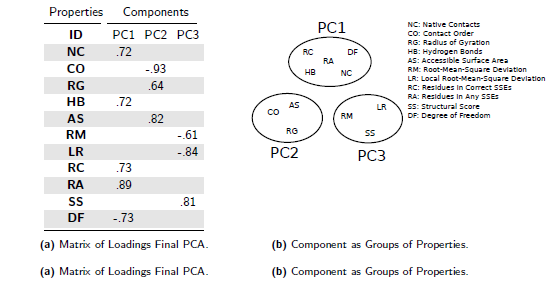 Properties Components
ID PC1 PC2 PC3
NC .72
CO -.93
RG .64
HB .72
AS .82
RM -.61
LR -.84
RC .73
RA .89
SS .81
DF -.73
PC1
RC DF
RA
HB NC
CO AS
RG
PC2
RM LR
SS
PC3
NC: Native Contacts
CO: Contact Order
RG: Radius of Gyration
HB: Hydrogen Bonds
AS: Accessible Surface Area
RM: Root-Mean-Square Deviation
LR: Local Root-Mean-Square Deviation
RC: Residues in Correct SSEs
RA: Residues in Any SSEs
SS: Structural Score
DF: Degree of Freedom
(a) Matrix of Loadings Final PCA.
(b) Component as Groups of Properties.
(a) Matrix of Loadings Final PCA.
(b) Component as Groups of Properties.